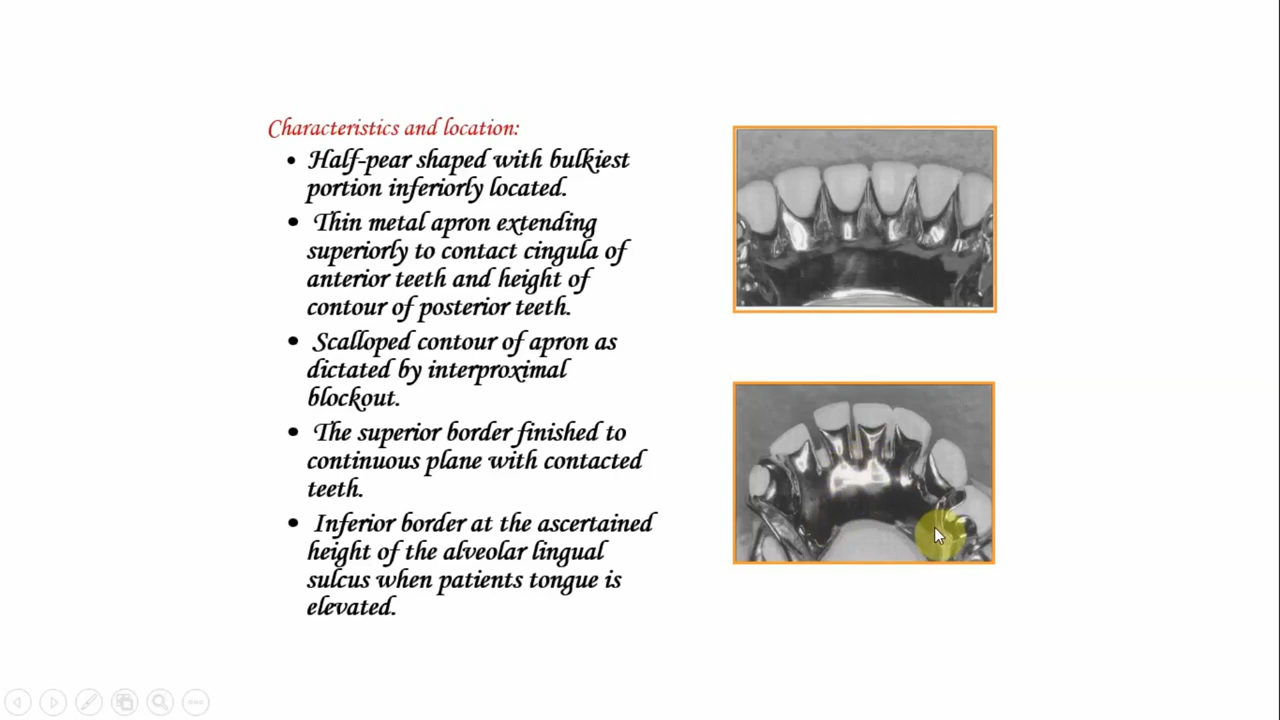 Characteristics and location:
• Half-pear shaped with bulkiest
portion inferiorly located.
• Thin metal apron extending
superiorly to contact cingula of
anterior teeth and height of
contour of posterior teeth.
• Scalloped contour of apron as
dictated by interproximal
blockout.
• The superior border finished to
continuous plane with contacted
teeth.
• Inferior border at the ascertained
height of the alveolar lingual
sulcus when patients tongue is
elevated.